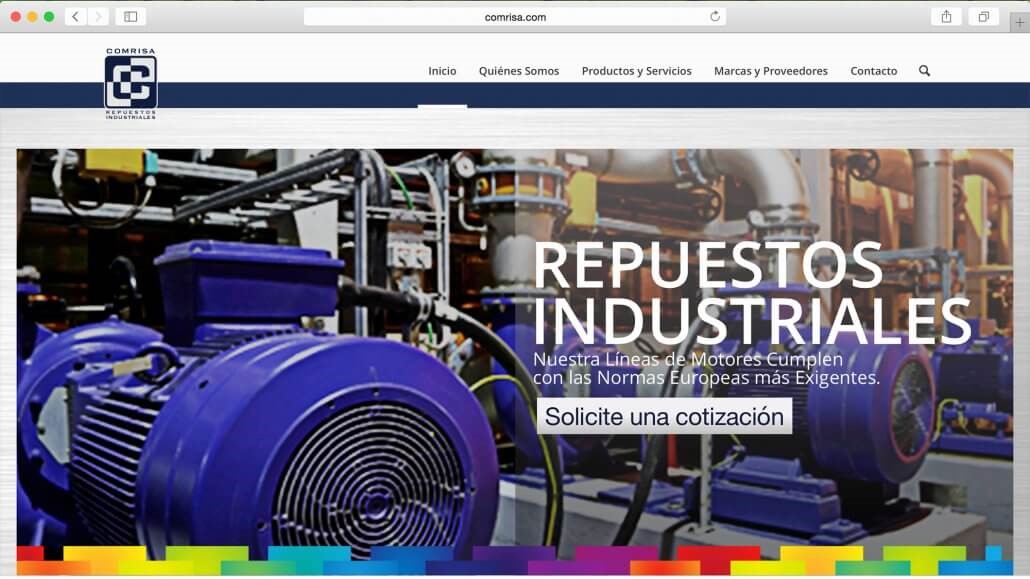 comrisa.com
COMRISA
REPUESTOS
INDUSTRIALES
Inicio Quiénes Somos Productos y Servicios Marcas y Proveedores Contacto
REPUESTOS
INDUSTRIALES
Nuestra Líneas de Motores Cumplen
con las Normas Europeas más Exigentes.
Solicite una cotización